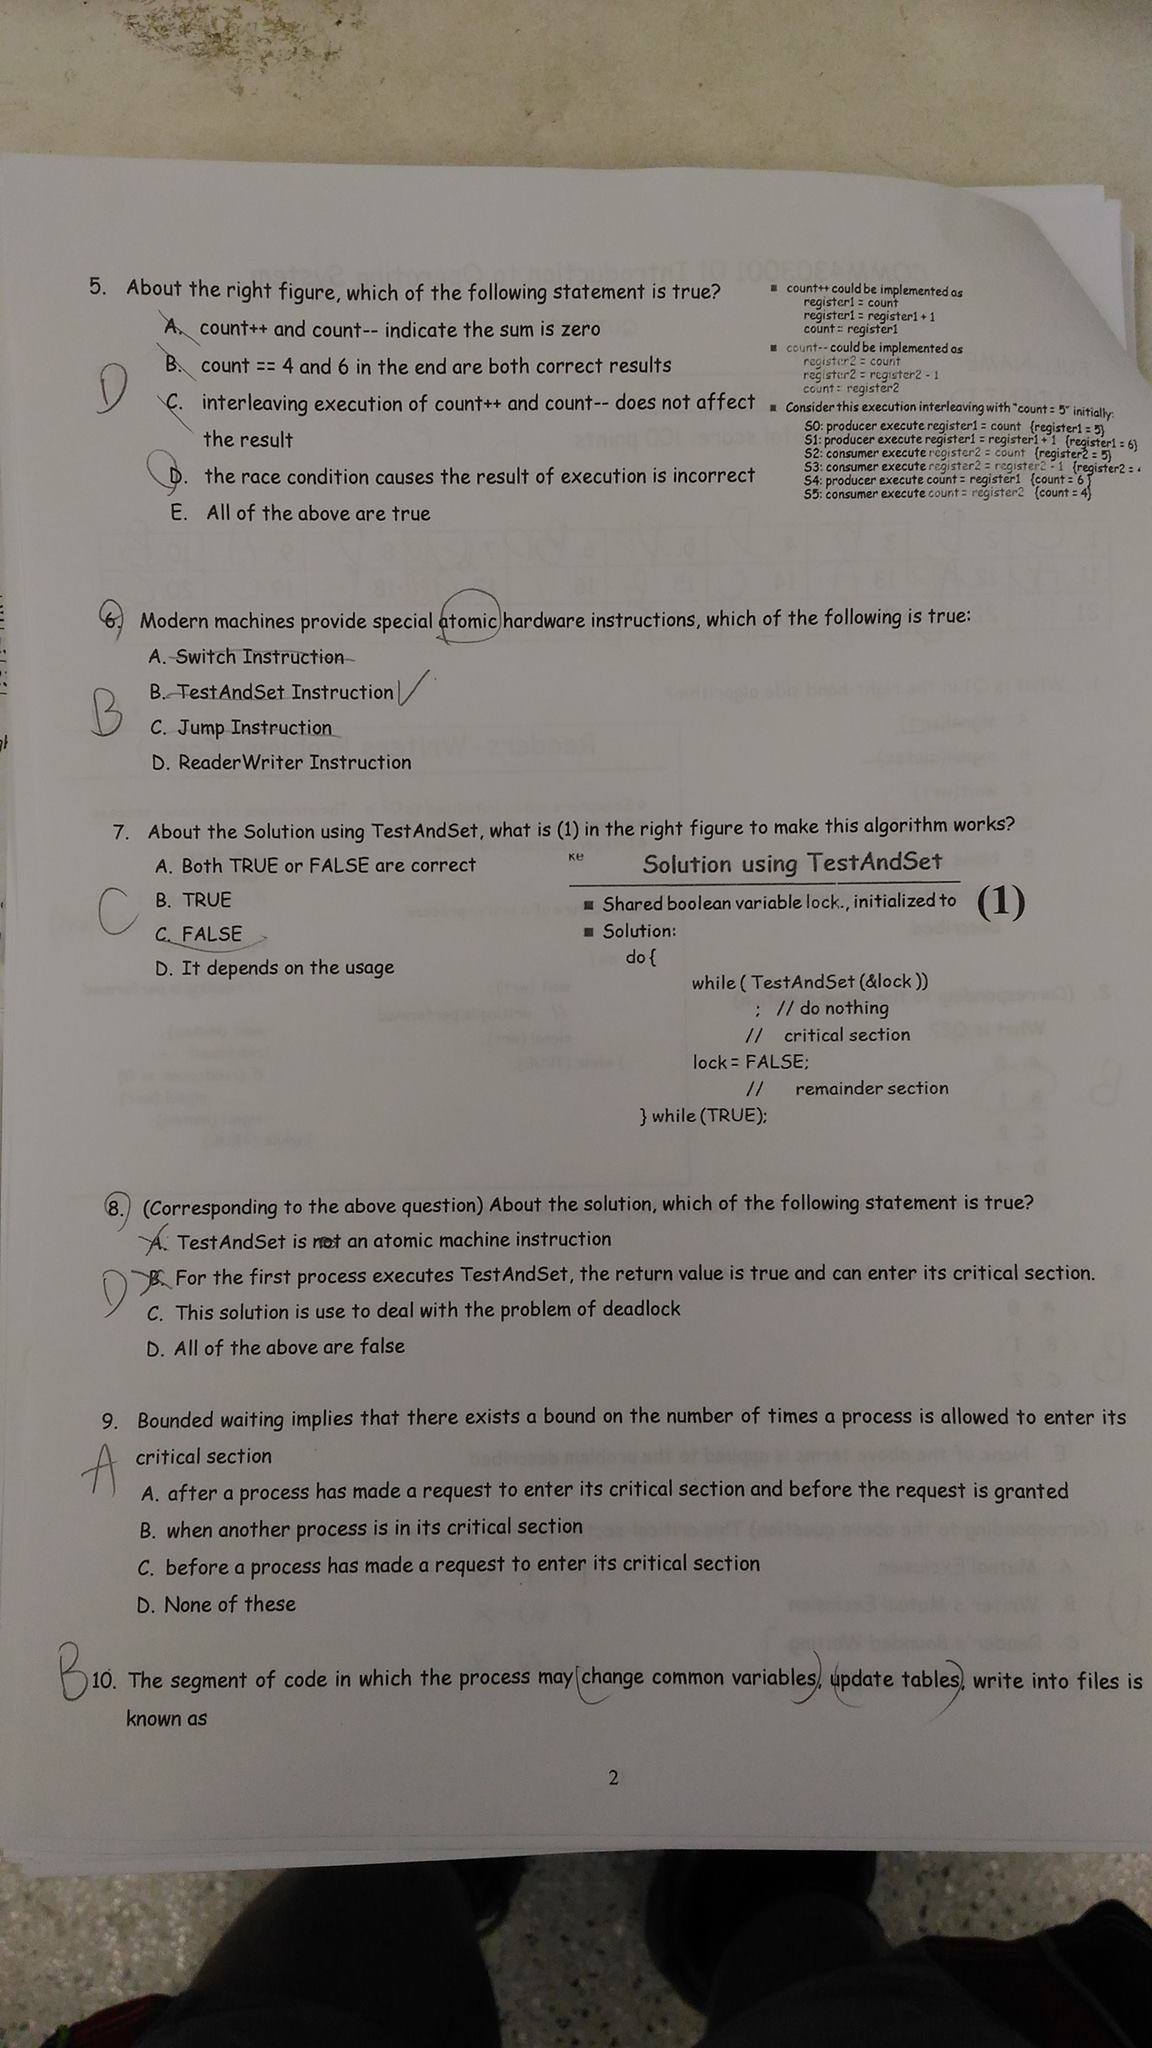 5. About the right figure, which of the following statement is true?
A. count++ and count-- indicate the sum is zero
B. count == 4 and 6 in the end are both correct results
D
C. interleaving execution of count++ and count-- does not affect
the result
D. the race condition causes the result of execution is incorrect
E. All of the above are true
■ count++ could be implemented as
register1 = count
register1 = register1 + 1
count = register1
■ count-- could be implemented as
register2 = count
register2 = register2 - 1
count = register2
■ Consider this execution interleaving with "count = 5" initially:
S0: producer execute register1 = count {register1 = 5}
S1: producer execute register1 = register1 + 1 {register1 = 6}
S2: consumer execute register2 = count {register2 = 5}
S3: consumer execute register2 = register2 - 1 {register2 =
S4: producer execute count = register1 {count = 6}
S5: consumer execute count = register2 {count = 4}
6. Modern machines provide special atomic hardware instructions, which of the following is true:
A. Switch Instruction
B. TestAndSet Instruction
B
C. Jump Instruction
D. ReaderWriter Instruction
7. About the Solution using TestAndSet, what is (1) in the right figure to make this algorithm works?
A. Both TRUE or FALSE are correct
B. TRUE
C
C. FALSE
D. It depends on the usage
Ke
Solution using TestAndSet
■ Shared boolean variable lock., initialized to (1)
■ Solution:
do {
while ( TestAndSet (&lock ))
; // do nothing
// critical section
lock = FALSE;
// remainder section
} while (TRUE);
8. (Corresponding to the above question) About the solution, which of the following statement is true?
A. TestAndSet is not an atomic machine instruction
D
B. For the first process executes TestAndSet, the return value is true and can enter its critical section.
C. This solution is use to deal with the problem of deadlock
D. All of the above are false
9. Bounded waiting implies that there exists a bound on the number of times a process is allowed to enter its
A
critical section
A. after a process has made a request to enter its critical section and before the request is granted
B. when another process is in its critical section
C. before a process has made a request to enter its critical section
D. None of these
B
10. The segment of code in which the process may change common variables, update tables, write into files is
known as
2